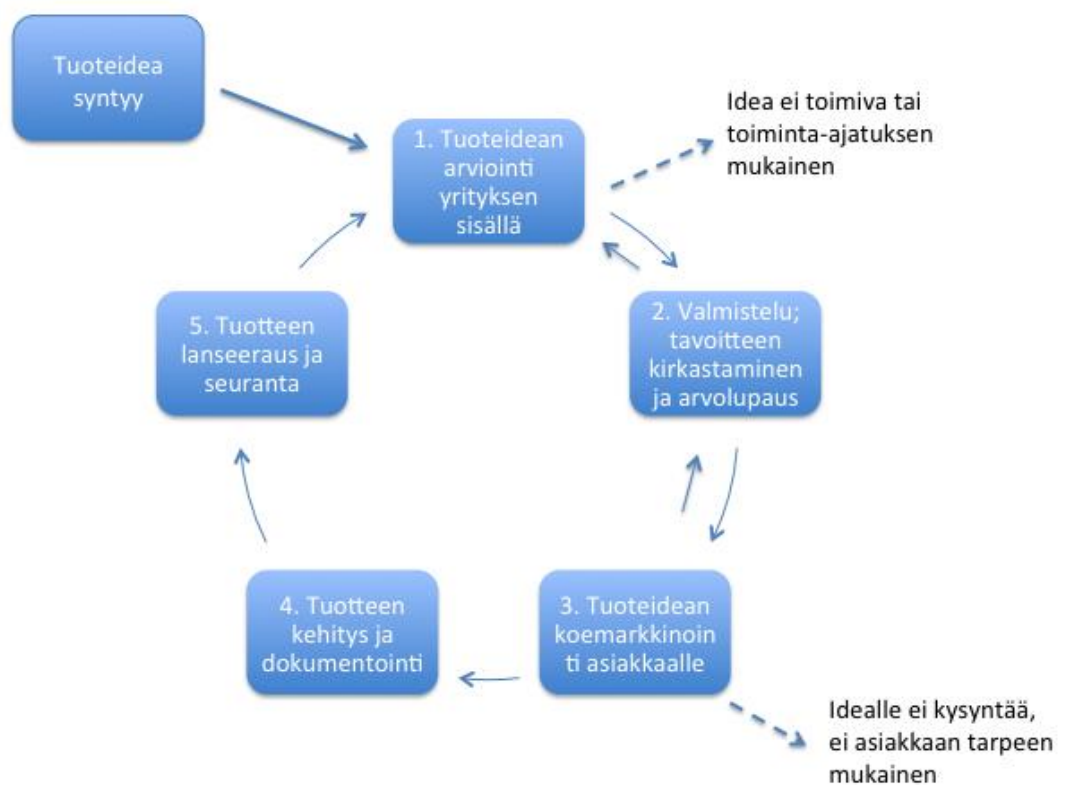 Tuoteidea
syntyy
1. Tuoteidean
arviointi
yrityksen
sisällä
Idea ei toimiva tai
toiminta-ajatuksen
mukainen
2. Valmistelu;
tavoitteen
kirkastaminen
ja arvolupaus
3. Tuoteidean
koemarkkinoin
ti asiakkaalle
Idealle ei kysyntää,
ei asiakkaan tarpeen
mukainen
4. Tuotteen
kehitys ja
dokumentointi
5. Tuotteen
lanseeraus ja
seuranta